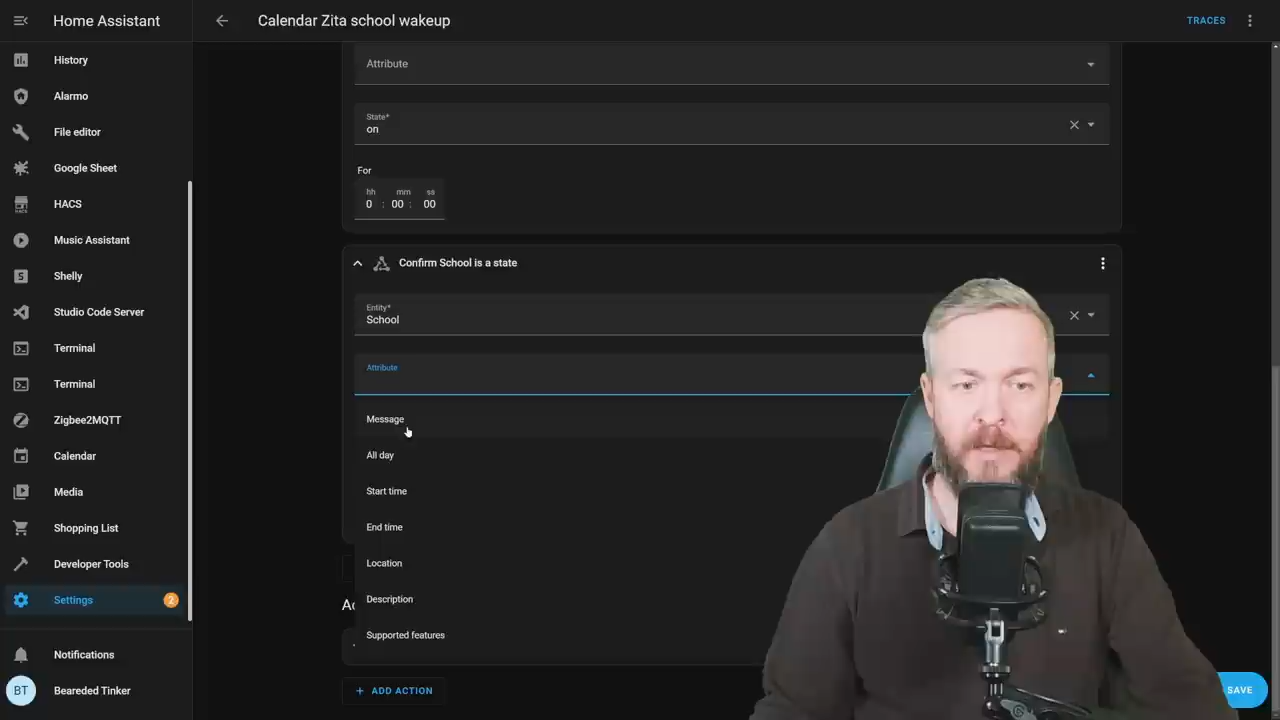 Home Assistant
Calendar Zita school wakeup
TRACES
History
Alarmo
File editor
Google Sheet
HACS
Music Assistant
Shelly
Studio Code Server
Terminal
Terminal
Zigbee2MQTT
Calendar
Media
Shopping List
Developer Tools
Settings
2
Notifications
BT
Beareded Tinker
Attribute
State*
on
For
hh mm ss
0 : 00 : 00
Confirm School is a state
Entity*
School
Attribute
Message
All day
Start time
End time
Location
Description
Supported features
+ ADD ACTION
SAVE